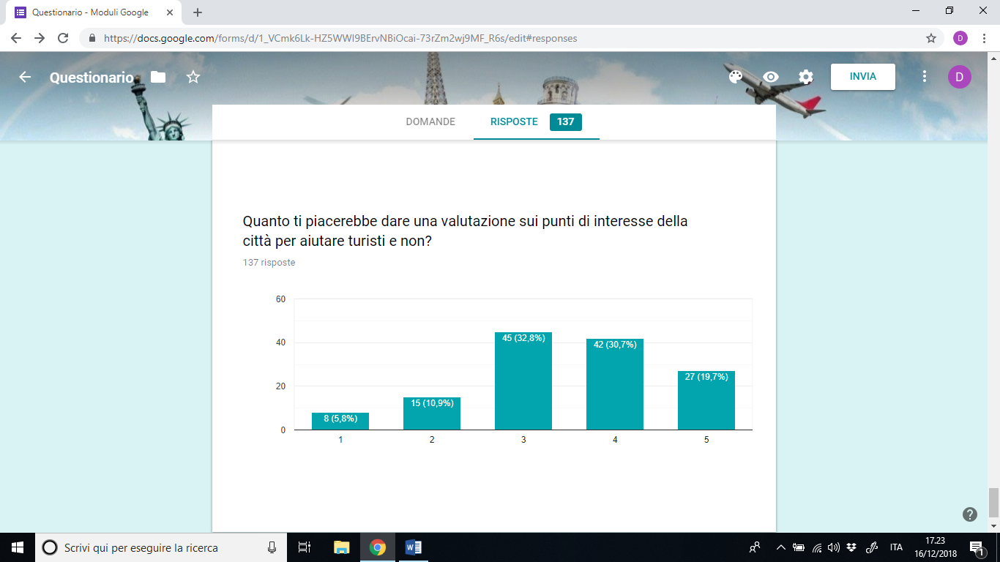 Questionario - Moduli Google
https://docs.google.com/forms/d/1_VCmk6Lk-HZ5WWI9BErvNBiOcai-73rZm2wj9MF_R6s/edit#responses
D
Questionario
INVIA
D
DOMANDE
RISPOSTE 137
Quanto ti piacerebbe dare una valutazione sui punti di interesse della
città per aiutare turisti e non?
137 risposte
60
40
20
0
8 (5,8%)
15 (10,9%)
45 (32,8%)
42 (30,7%)
27 (19,7%)
1 2 3 4 5
Scrivi qui per eseguire la ricerca
ITA
17.23
16/12/2018
1